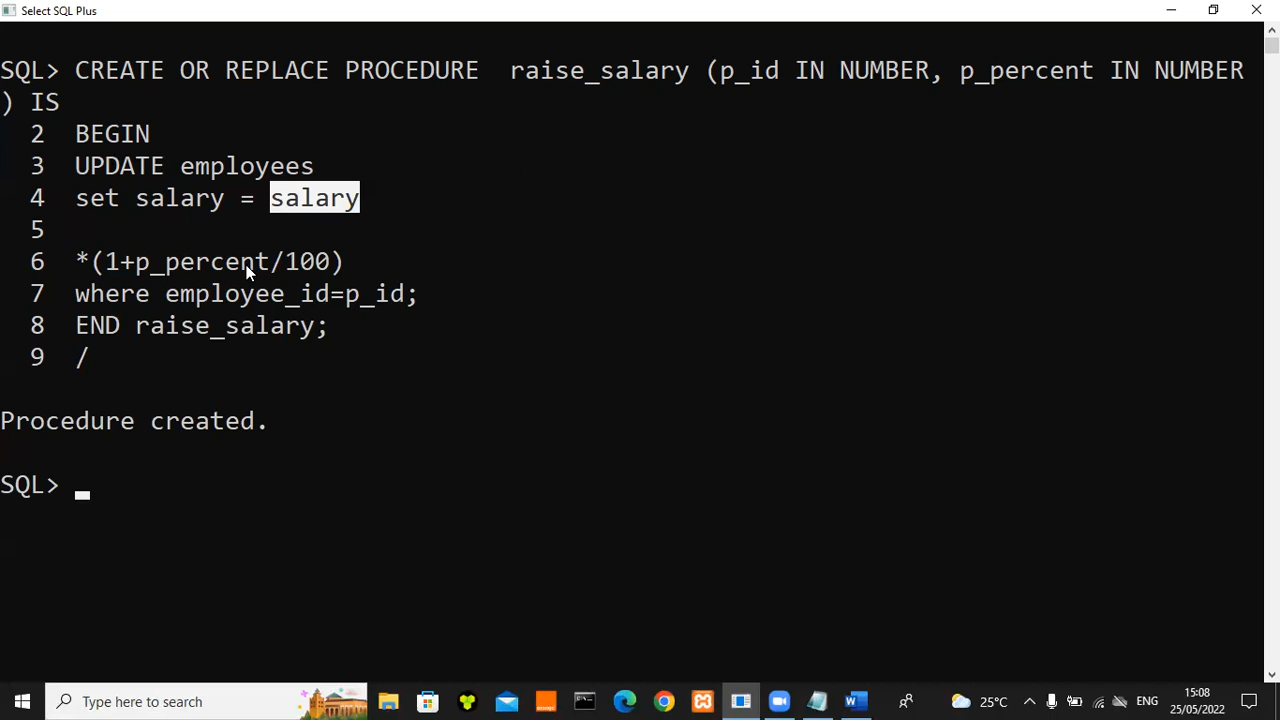 Select SQL Plus
SQL> CREATE OR REPLACE PROCEDURE  raise_salary (p_id IN NUMBER, p_percent IN NUMBER
) IS
  2  BEGIN
  3  UPDATE employees
  4  set salary = salary
  5
  6  *(1+p_percent/100)
  7  where employee_id=p_id;
  8  END raise_salary;
  9  /
Procedure created.
SQL>
Type here to search
25°C
ENG
15:08
25/05/2022